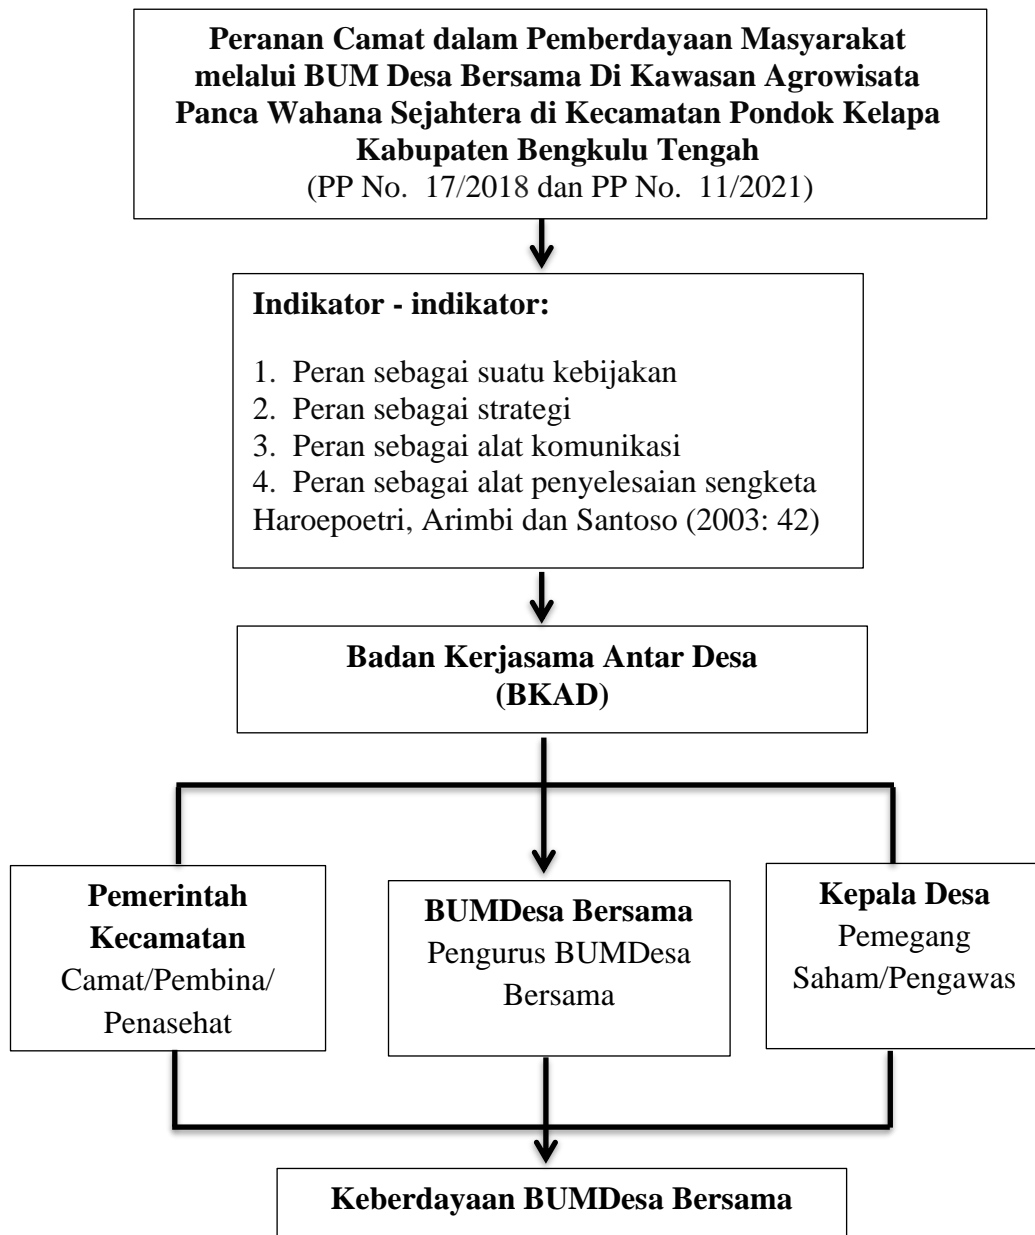 Peranan Camat dalam Pemberdayaan Masyarakat
melalui BUM Desa Bersama Di Kawasan Agrowisata
Panca Wahana Sejahtera di Kecamatan Pondok Kelapa
Kabupaten Bengkulu Tengah
(PP No. 17/2018 dan PP No. 11/2021)
Indikator - indikator:
1. Peran sebagai suatu kebijakan
2. Peran sebagai strategi
3. Peran sebagai alat komunikasi
4. Peran sebagai alat penyelesaian sengketa
Haroepoetri, Arimbi dan Santoso (2003: 42)
Badan Kerjasama Antar Desa
(BKAD)
Pemerintah
Kecamatan
Camat/Pembina/
Penasehat
BUMDesa Bersama
Pengurus BUMDesa
Bersama
Kepala Desa
Pemegang
Saham/Pengawas
Keberdayaan BUMDesa Bersama